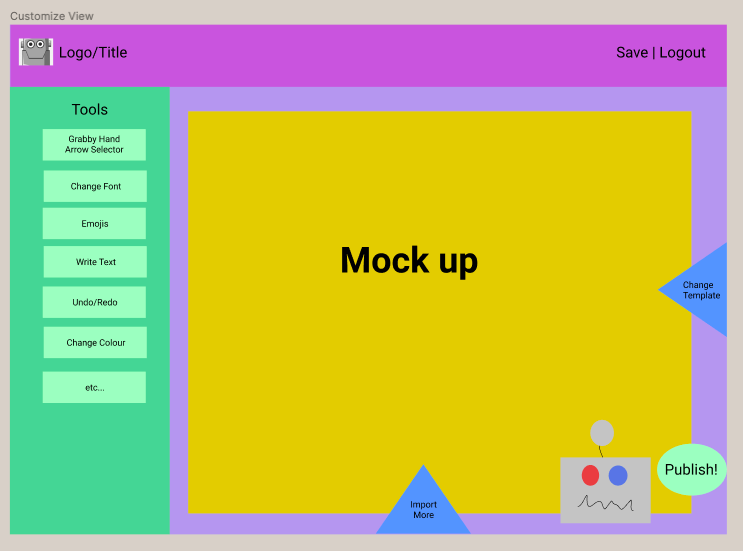 Customize View
Logo/Title
Save | Logout
Tools
Grabby Hand
Arrow Selector
Change Font
Emojis
Write Text
Undo/Redo
Change Colour
etc...
Mock up
Change
Template
Import
More
Publish!